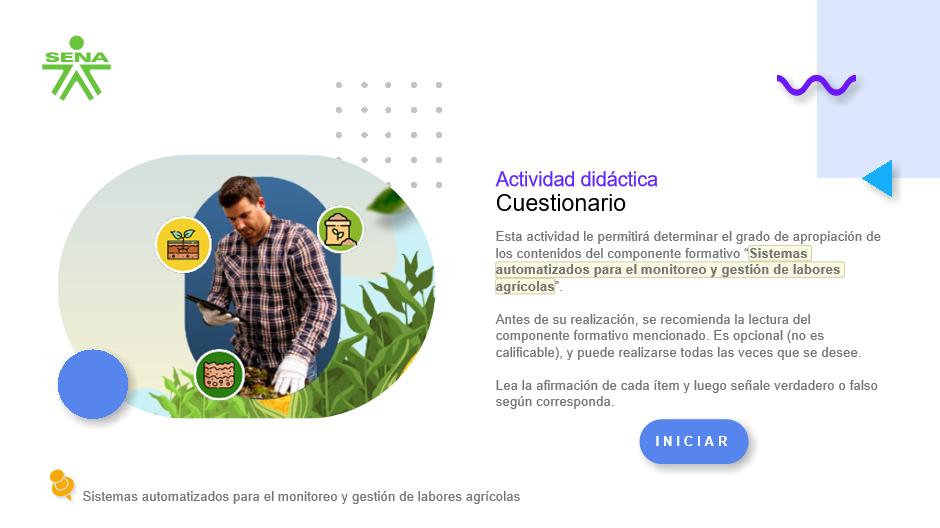 SENA
Actividad didáctica
Cuestionario
Esta actividad le permitirá determinar el grado de apropiación de
los contenidos del componente formativo “Sistemas
automatizados para el monitoreo y gestión de labores
agrícolas”.
Antes de su realización, se recomienda la lectura del
componente formativo mencionado. Es opcional (no es
calificable), y puede realizarse todas las veces que se desee.
Lea la afirmación de cada ítem y luego señale verdadero o falso
según corresponda.
INICIAR
Sistemas automatizados para el monitoreo y gestión de labores agrícolas